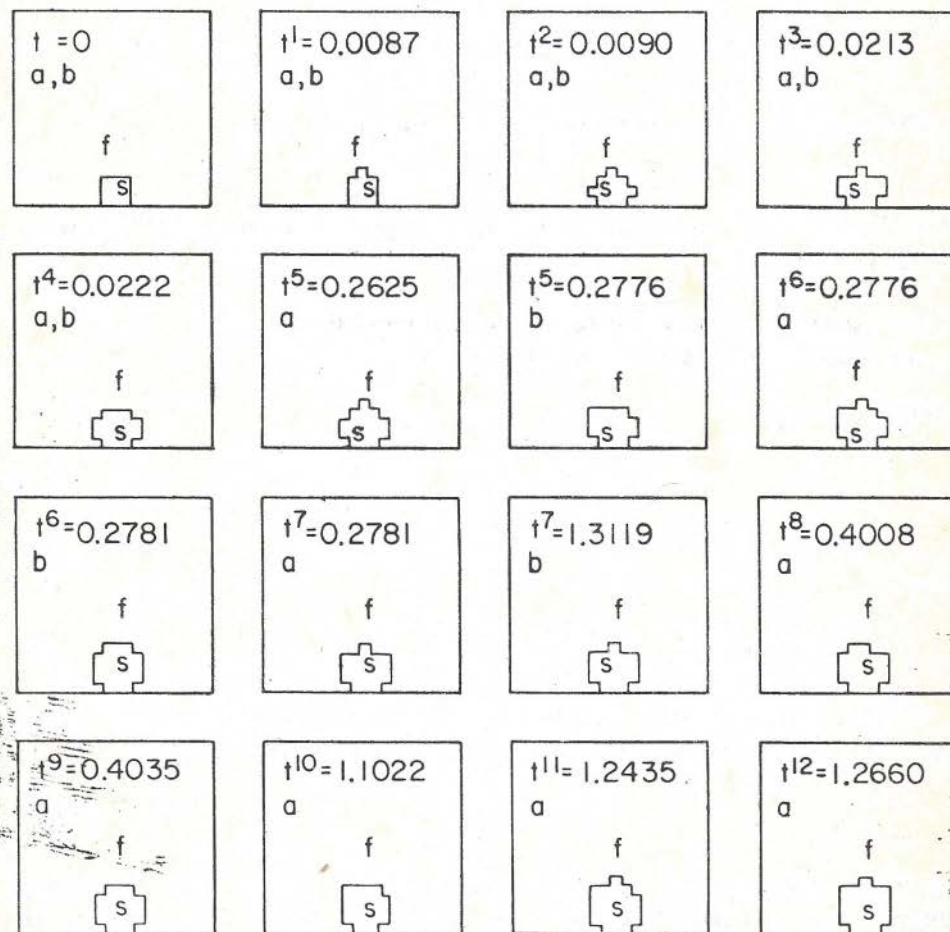 t =0
a,b
f
s
t1=0.0087
a,b
f
s
t2=0.0090
a,b
f
s
t3=0.0213
a,b
f
s
t4=0.0222
a,b
f
s
t5=0.2625
a
f
s
t5=0.2776
b
f
s
t6=0.2776
a
f
s
t6=0.2781
b
f
s
t7=0.2781
a
f
s
t7=1.3119
b
f
s
t8=0.4008
a
f
s
t9=0.4035
a
f
s
t10=1.1022
a
f
s
t11=1.2435
a
f
s
t12=1.2660
a
f
s